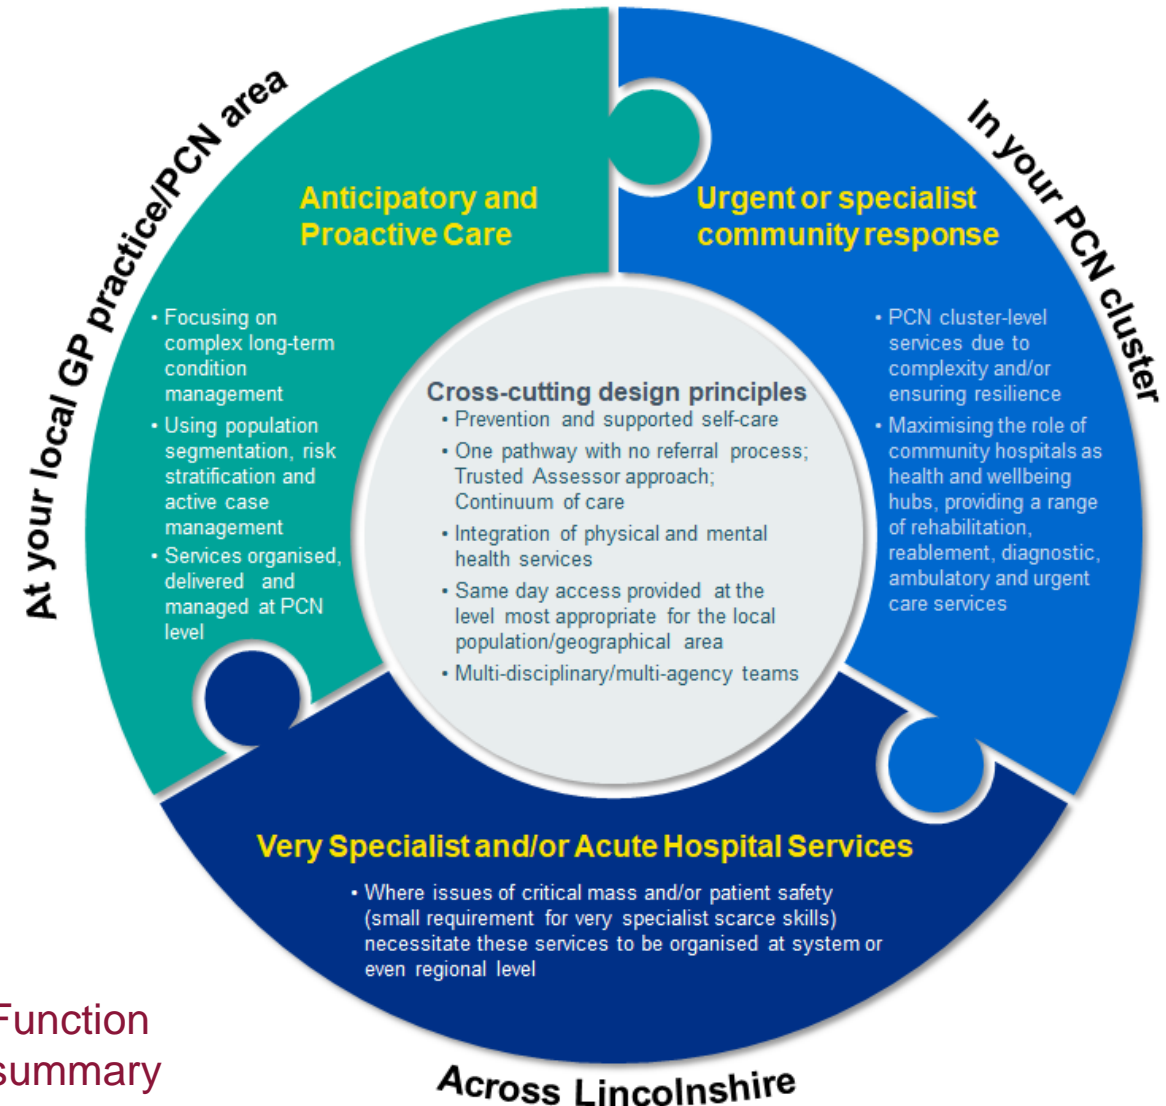 At your local GP practice/PCN area
Anticipatory and
Proactive Care
• Focusing on
complex long-term
condition
management
• Using population
segmentation, risk
stratification and
active case
management
• Services organised,
delivered and
managed at PCN
level
In your PCN cluster
Urgent or specialist
community response
• PCN cluster-level
services due to
complexity and/or
ensuring resilience
• Maximising the role of
community hospitals as
health and wellbeing
hubs, providing a range
of rehabilitation,
reablement, diagnostic,
ambulatory and urgent
care services
Cross-cutting design principles
• Prevention and supported self-care
• One pathway with no referral process;
Trusted Assessor approach;
Continuum of care
• Integration of physical and mental
health services
• Same day access provided at the
level most appropriate for the local
population/geographical area
• Multi-disciplinary/multi-agency teams
Very Specialist and/or Acute Hospital Services
• Where issues of critical mass and/or patient safety
(small requirement for very specialist scarce skills)
necessitate these services to be organised at system or
even regional level
Across Lincolnshire
Function
summary